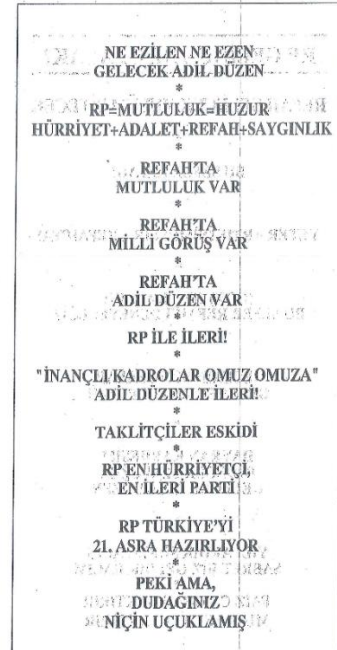 NE EZİLEN NE EZEN
GELECEK ADİL DÜZEN
*
RP=MUTLULUK=HUZUR
HÜRRİYET+ADALET+REFAH+SAYGINLIK
*
REFAH'TA
MUTLULUK VAR
*
REFAH'TA
MİLLİ GÖRÜŞ VAR
*
REFAH'TA
ADİL DÜZEN VAR
*
RP İLE İLERİ!
*
"İNANÇLI KADROLAR OMUZ OMUZA"
ADİL DÜZENLE İLERİ!
*
TAKLİTÇİLER ESKİDİ
*
RP EN HÜRRİYETÇİ,
EN İLERİ PARTİ
*
RP TÜRKİYE'Yİ
21. ASRA HAZIRLIYOR
*
PEKİ AMA,
DUDAĞINIZ
NİÇİN UÇUKLAMIŞ